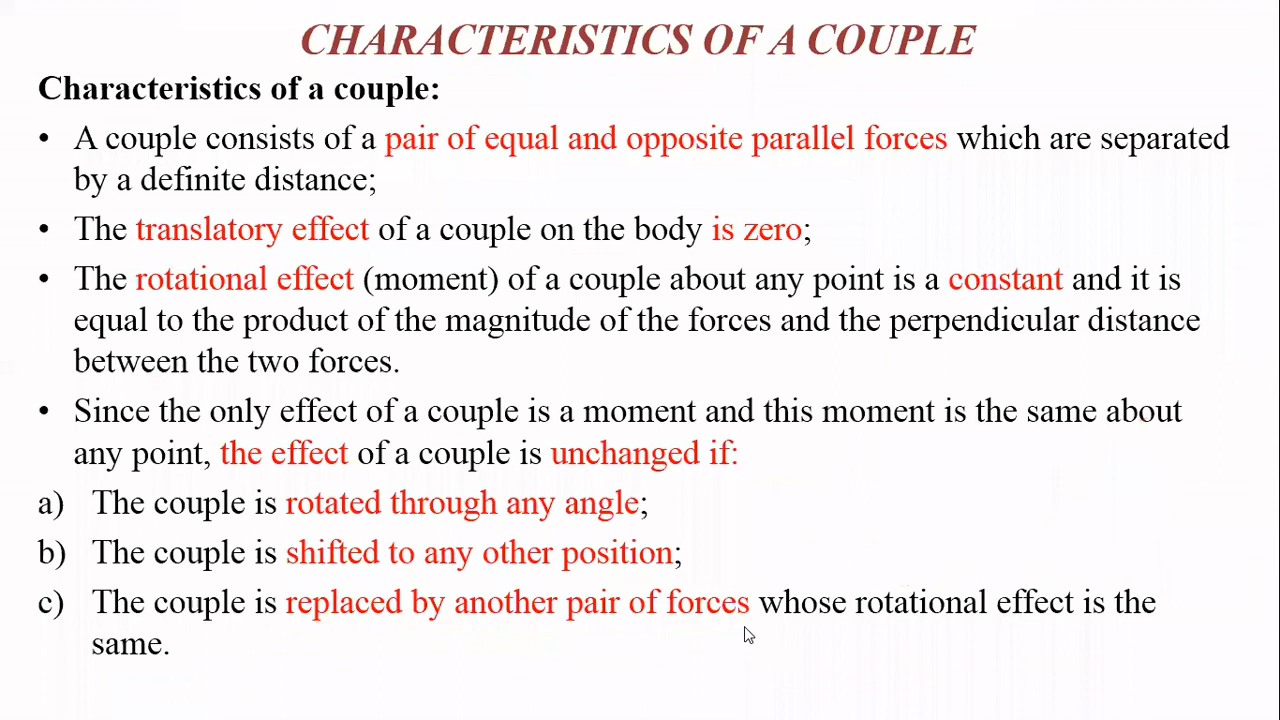 CHARACTERISTICS OF A COUPLE
Characteristics of a couple:
• A couple consists of a pair of equal and opposite parallel forces which are separated
by a definite distance;
• The translatory effect of a couple on the body is zero;
• The rotational effect (moment) of a couple about any point is a constant and it is
equal to the product of the magnitude of the forces and the perpendicular distance
between the two forces.
• Since the only effect of a couple is a moment and this moment is the same about
any point, the effect of a couple is unchanged if:
a) The couple is rotated through any angle;
b) The couple is shifted to any other position;
c) The couple is replaced by another pair of forces whose rotational effect is the
same.